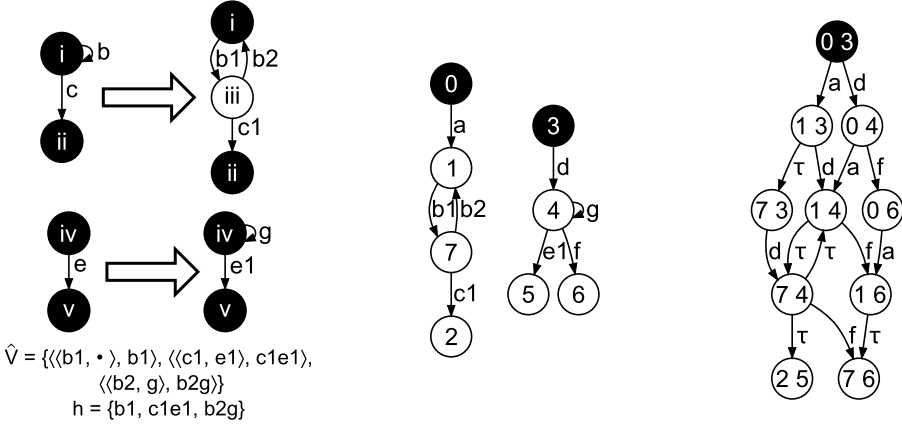 i
b
c
ii
i
b1
b2
iii
c1
ii
iv
e
v
iv
g
e1
v
V̂ = {⟨⟨b1, • ⟩, b1⟩, ⟨⟨c1, e1⟩, c1e1⟩,
⟨⟨b2, g⟩, b2g⟩}
h = {b1, c1e1, b2g}
0
a
1
b1
b2
7
c1
2
3
d
4
g
e1
f
5
6
0 3
a
d
1 3
0 4
τ
d
a
f
7 3
1 4
0 6
d
τ
τ
f
a
7 4
1 6
τ
f
τ
2 5
7 6